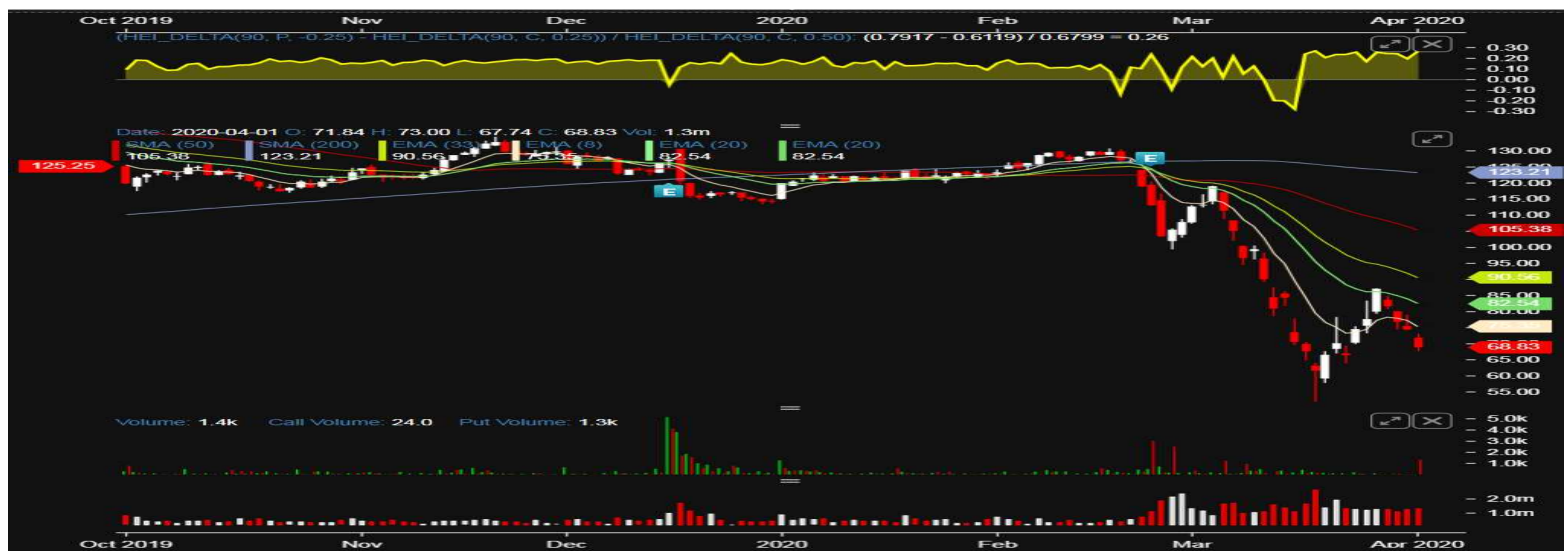 Oct 2019 Nov Dec 2020 Feb Mar Apr 2020
(HEI_DELTA(90, P, -0.25) - HEI_DELTA(90, C, 0.25)) / HEI_DELTA(90, C, 0.50): (0.7917 - 0.6119) / 0.6799 = 0.26
0.30
0.20
0.10
0.00
-0.10
-0.20
-0.30
Date: 2020-04-01 O: 71.84 H: 73.00 L: 67.74 C: 68.83 Vol: 1.3m
SMA (50) SMA (200) EMA (33) EMA (8) EMA (20) EMA (20)
105.38 123.21 90.56 75.35 82.54 82.54
125.25
130.00
125.00
123.21
120.00
115.00
110.00
105.38
100.00
95.00
90.56
85.00
82.54
80.00
68.83
65.00
60.00
55.00
E
E
Volume: 1.4k Call Volume: 24.0 Put Volume: 1.3k
5.0k
4.0k
3.0k
2.0k
1.0k
2.0m
1.0m
Oct 2019 Nov Dec 2020 Feb Mar Apr 2020